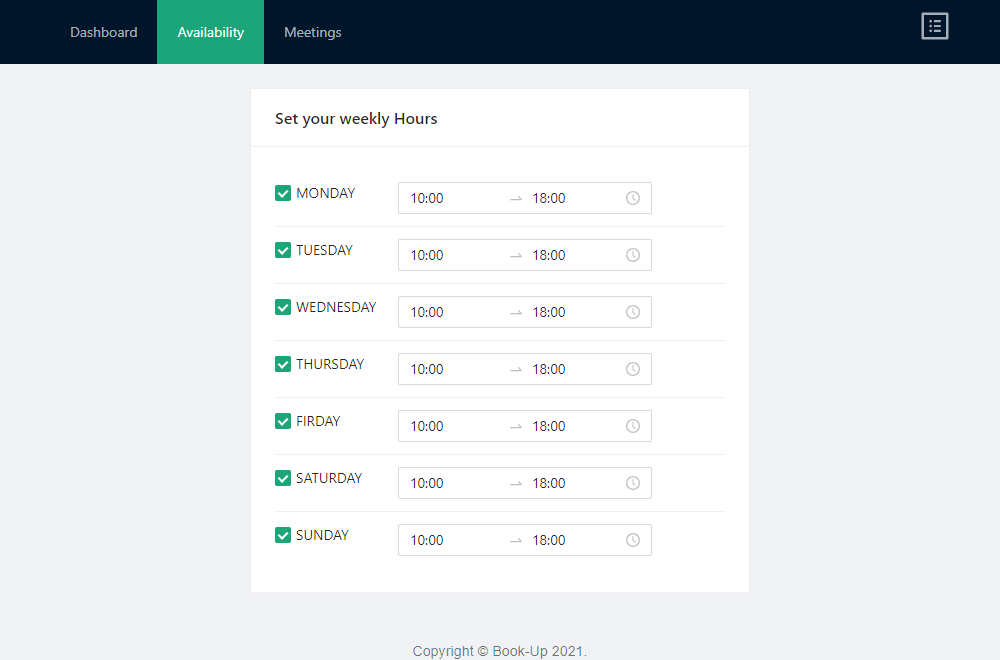 Dashboard Availability Meetings
Set your weekly Hours
MONDAY 10:00 → 18:00
TUESDAY 10:00 → 18:00
WEDNESDAY 10:00 → 18:00
THURSDAY 10:00 → 18:00
FIRDAY 10:00 → 18:00
SATURDAY 10:00 → 18:00
SUNDAY 10:00 → 18:00
Copyright © Book-Up 2021.